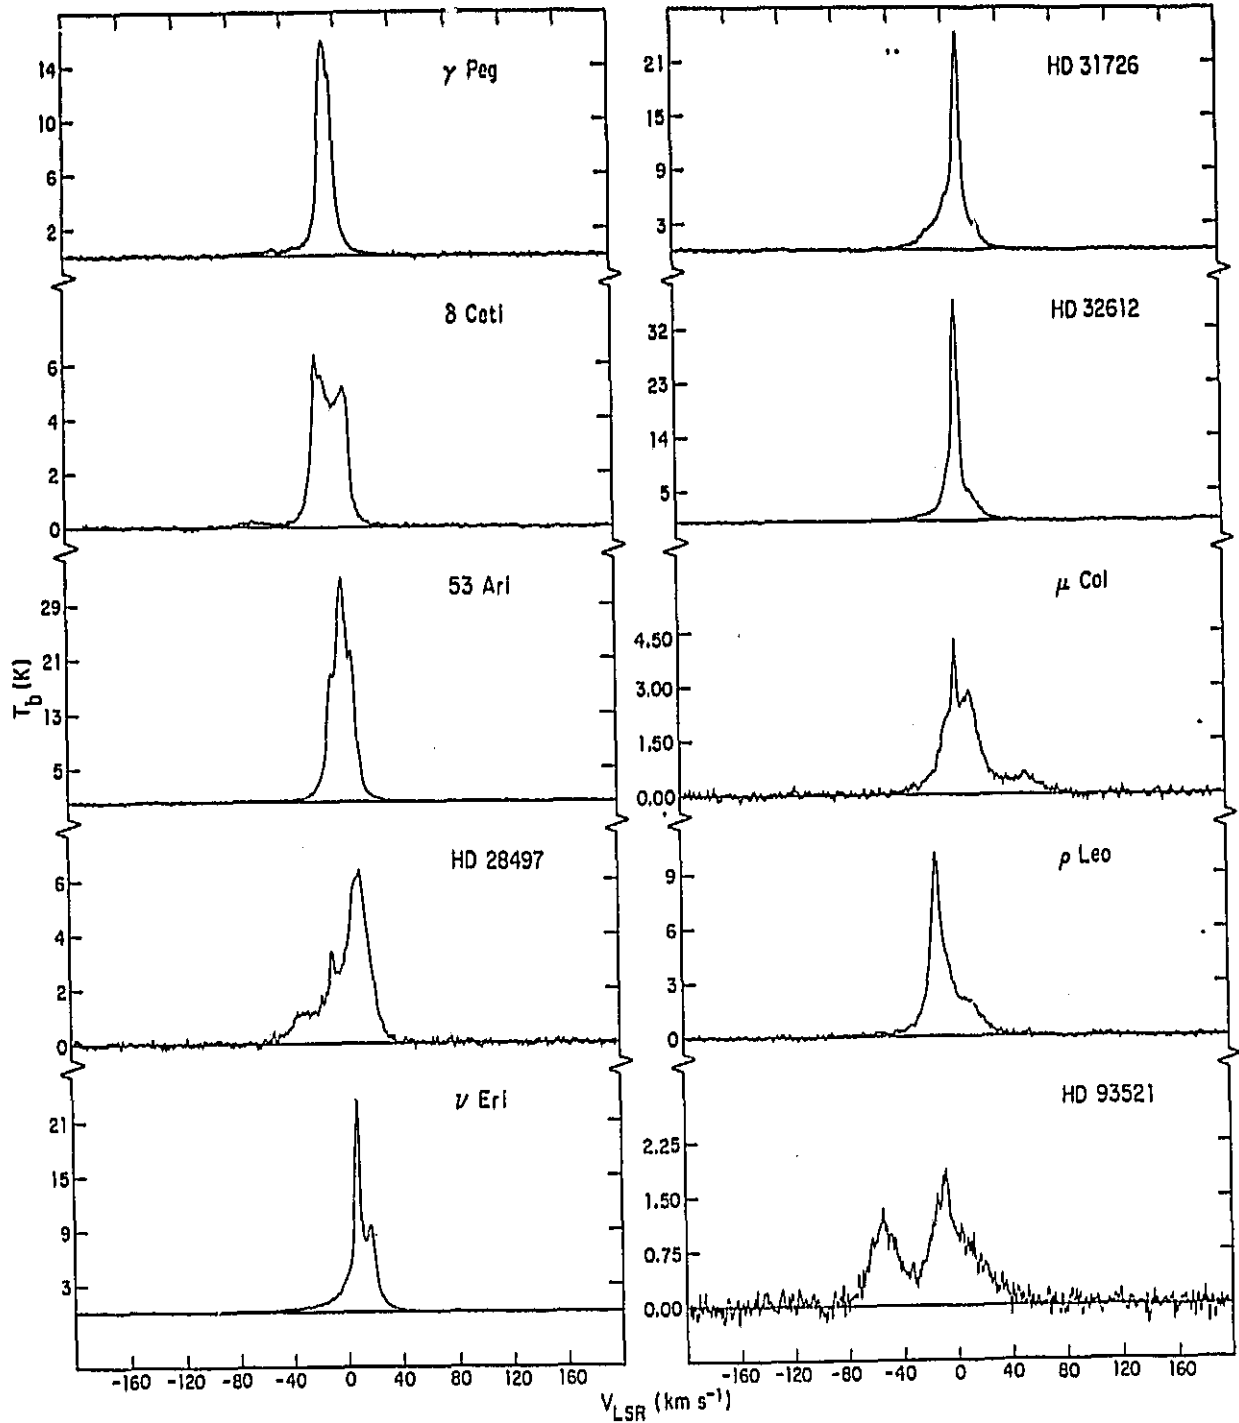 γ Peg
14
10
6
2
δ Ceti
6
4
2
0
53 Ari
29
21
13
5
T_b (K)
HD 28497
6
4
2
0
ν Eri
21
15
9
3
-160 -120 -80 -40 0 40 80 120 160
HD 31726
21
15
9
3
HD 32612
32
23
14
5
μ Col
4.50
3.00
1.50
0.00
ρ Leo
9
6
3
0
HD 93521
2.25
1.50
0.75
0.00
-160 -120 -80 -40 0 40 80 120 160
V_LSR (km s⁻¹)